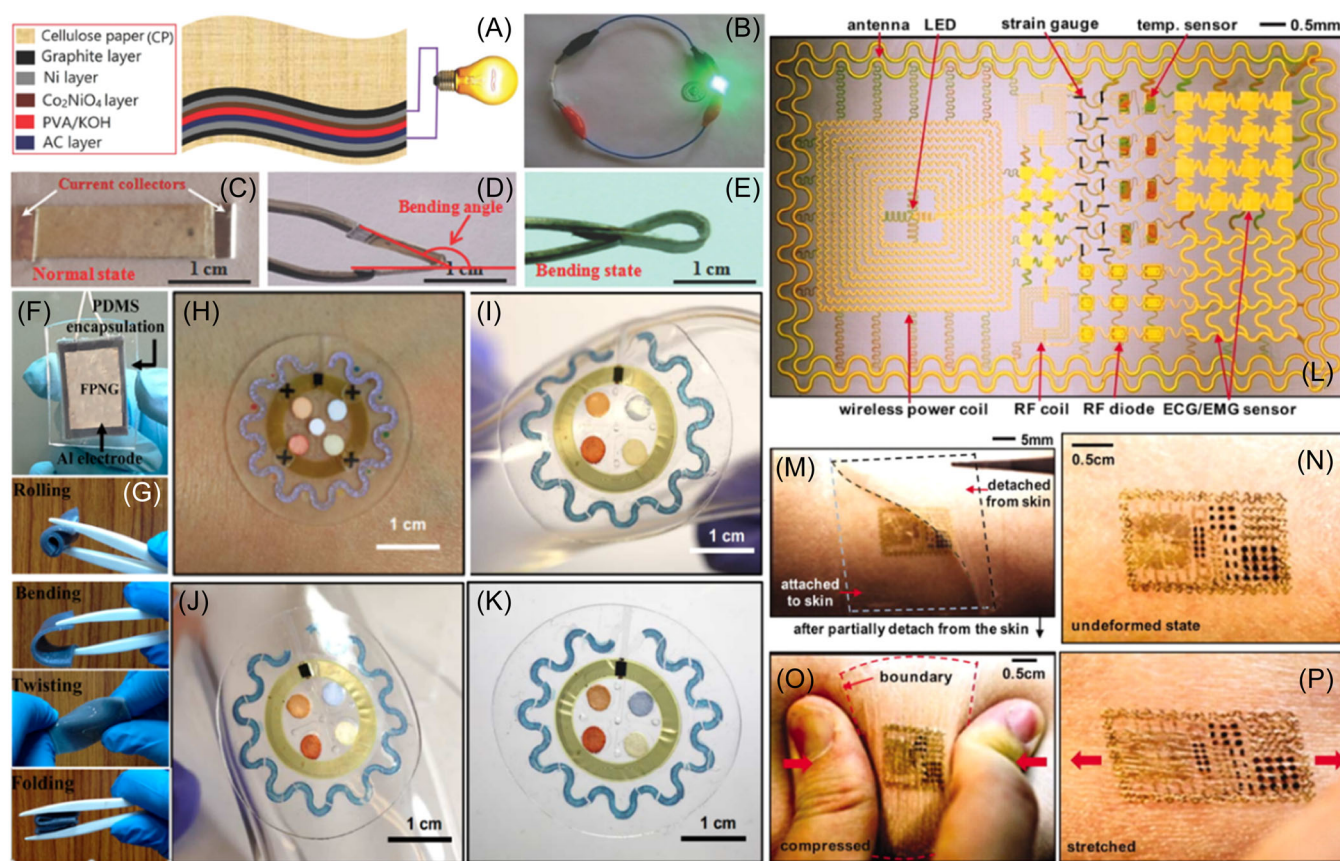 Cellulose paper (CP)
Graphite layer
Ni layer
Co₂NiO₄ layer
PVA/KOH
AC layer
(A)
(B)
Current collectors
(C)
Normal state
1 cm
(D)
Bending angle
1 cm
(E)
Bending state
1 cm
(F)
PDMS
encapsulation
FPNG
Al electrode
(G)
Rolling
Bending
Twisting
Folding
(H)
1 cm
(I)
1 cm
(J)
1 cm
(K)
1 cm
antenna
LED
strain gauge
temp. sensor
0.5mm
(L)
wireless power coil
RF coil
RF diode
ECG/EMG sensor
5mm
(M)
detached
from skin
attached
to skin
after partially detach from the skin
0.5cm
(N)
undeformed state
(O)
boundary
0.5cm
compressed
(P)
stretched